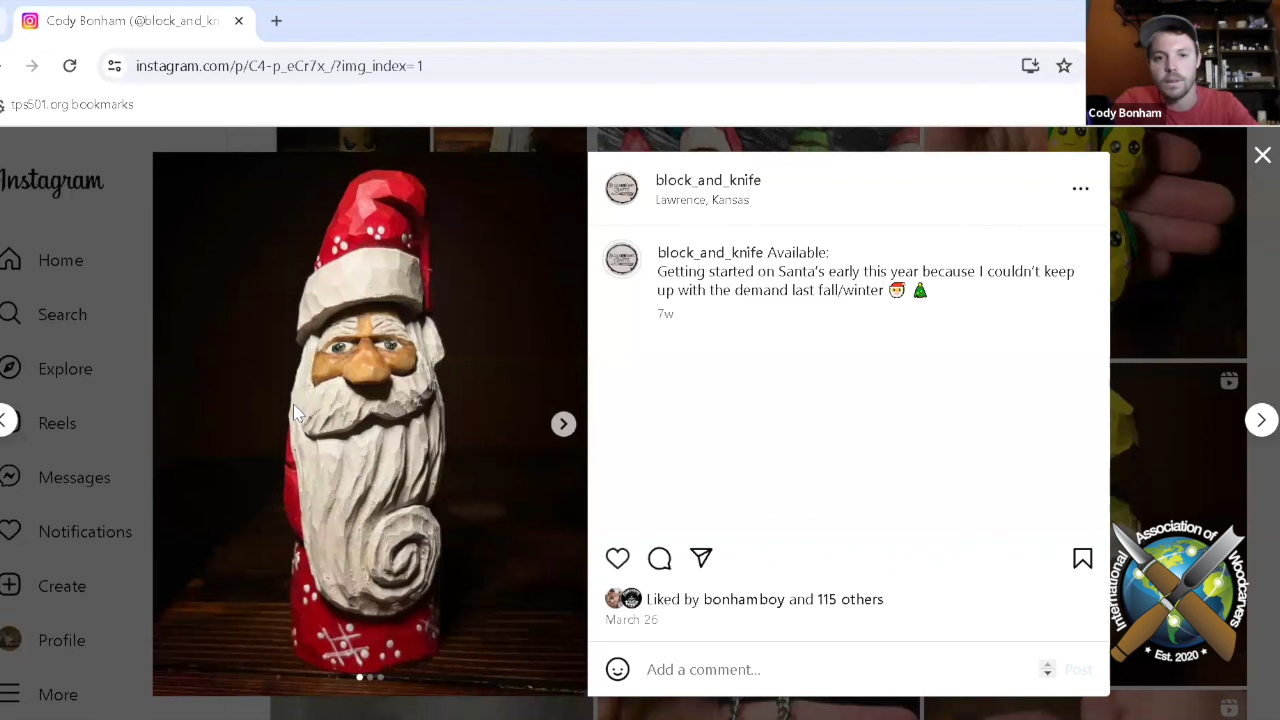 Cody Bonham (@block_and_kn
instagram.com/p/C4-p_eCr7x_/?img_index=1
tps501.org bookmarks
Cody Bonham
Instagram
Home
Search
Explore
Reels
Messages
Notifications
Create
Profile
More
block_and_knife
Lawrence, Kansas
block_and_knife Available:
Getting started on Santa's early this year because I couldn't keep
up with the demand last fall/winter 🎅 🎄
7w
Liked by bonhamboy and 115 others
March 26
Add a comment...
Post
International Association of Woodcarvers
Est. 2020